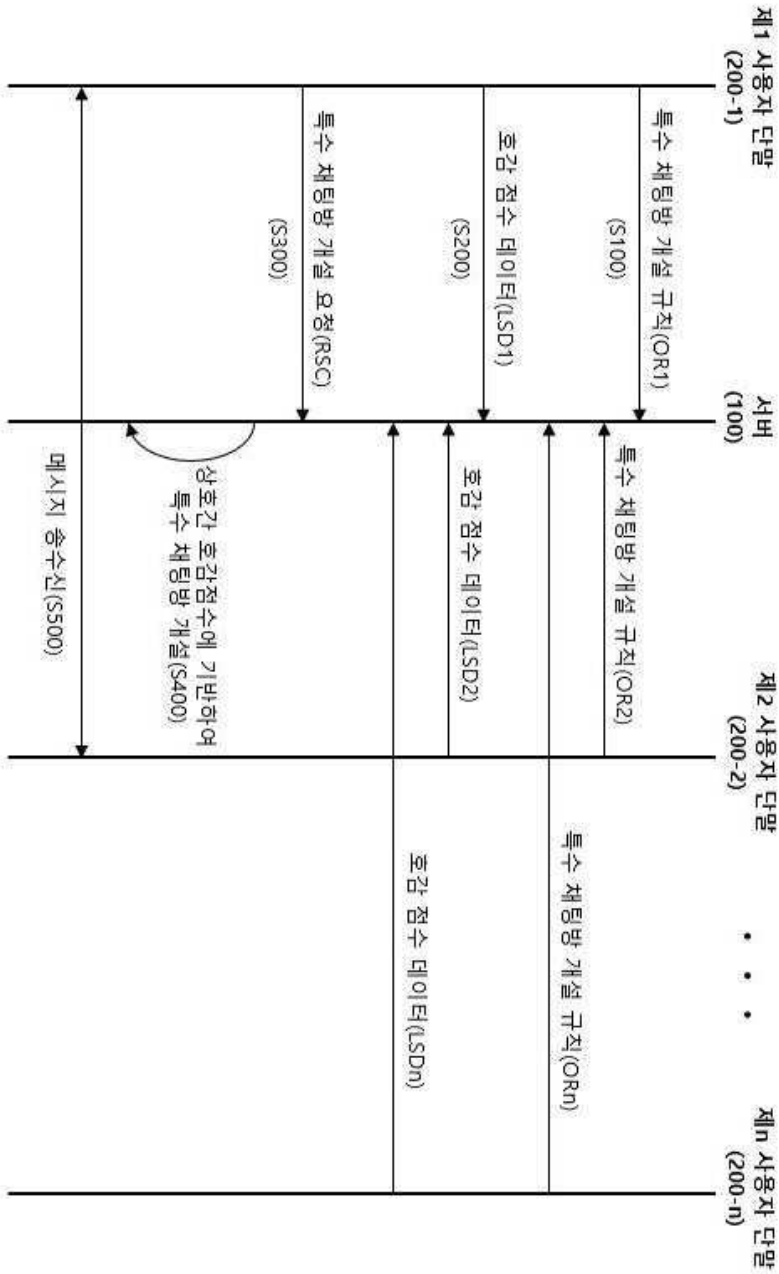 제1 사용자 단말
(200-1)
서버
(100)
제2 사용자 단말
(200-2)
• • •
제n 사용자 단말
(200-n)
특수 채팅방 개설 규칙(OR1)
(S100)
특수 채팅방 개설 규칙(OR2)
특수 채팅방 개설 규칙(ORn)
호감 점수 데이터(LSD1)
(S200)
호감 점수 데이터(LSD2)
호감 점수 데이터(LSDn)
특수 채팅방 개설 요청(RSC)
(S300)
상호간 호감점수에 기반하여
특수 채팅방 개설(S400)
메시지 송수신(S500)